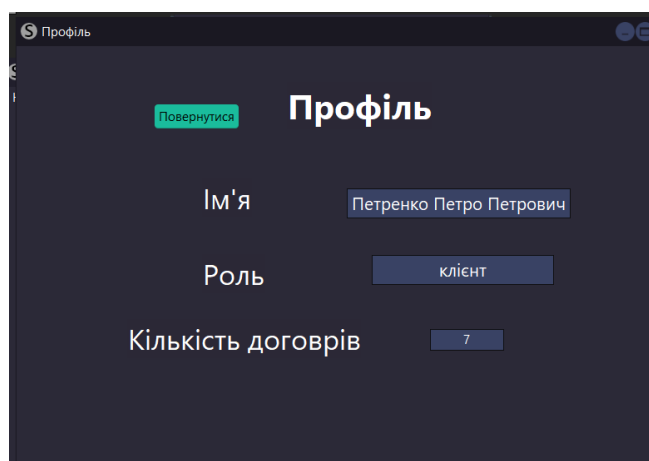 S Профіль
Повернутися
Профіль
Ім'я
Петренко Петро Петрович
Роль
клієнт
Кількість договрів
7